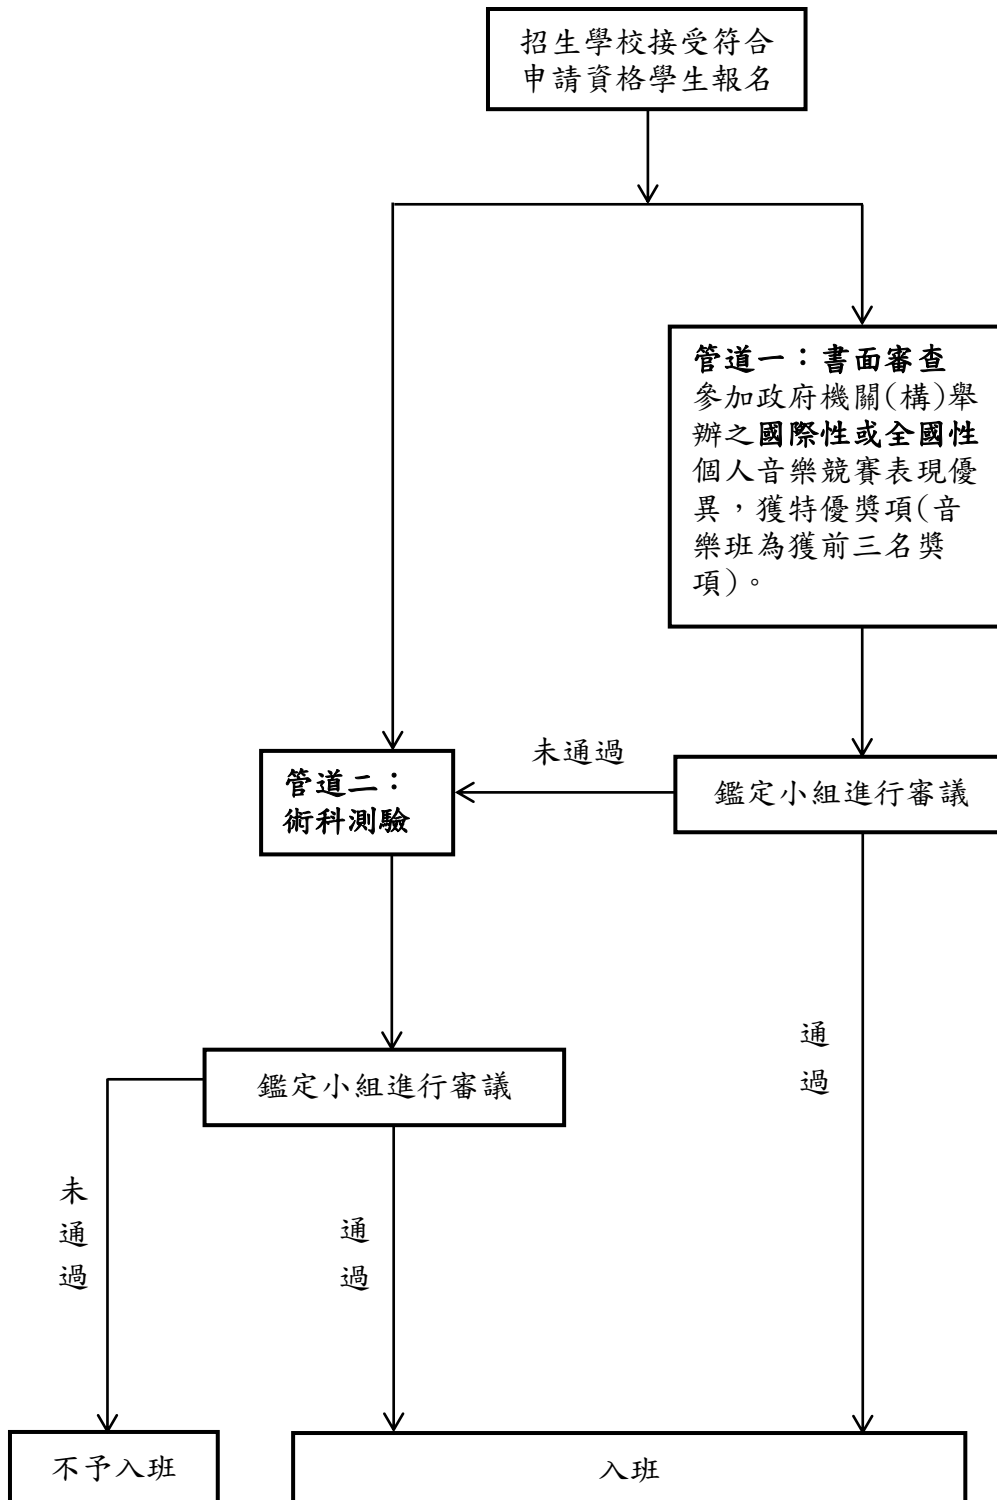 招生學校接受符合
申請資格學生報名
管道一：書面審查
參加政府機關(構)舉
辦之國際性或全國性
個人音樂競賽表現優
異，獲特優獎項(音
樂班為獲前三名獎
項)。
未通過
管道二：
術科測驗
鑑定小組進行審議
通
過
鑑定小組進行審議
未
通
過
通
過
不予入班
入班